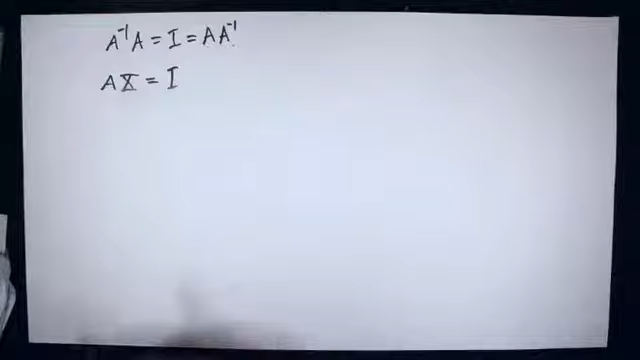 A⁻¹A = I = AA⁻¹
AX = I